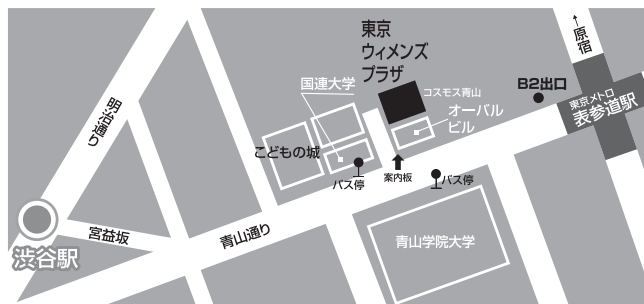 東京
ウィメンズ
プラザ
↑原宿
国連大学
コスモス青山
B2出口
東京メトロ
表参道駅
オーバル
ビル
明治通り
こどもの城
バス停
案内板
バス停
宮益坂
青山通り
青山学院大学
渋谷駅